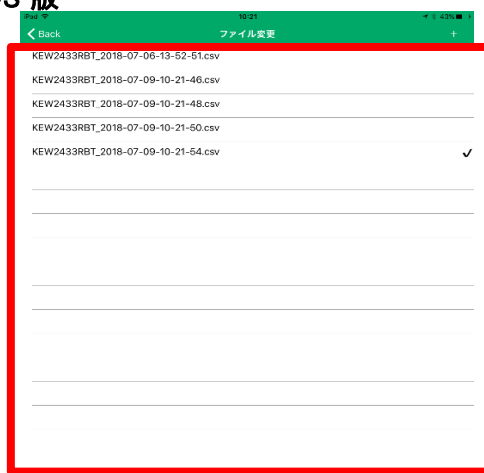 S 版
iPad 10:21 43%
Back ファイル変更 +
KEW2433RBT_2018-07-06-13-52-51.csv
KEW2433RBT_2018-07-09-10-21-46.csv
KEW2433RBT_2018-07-09-10-21-48.csv
KEW2433RBT_2018-07-09-10-21-50.csv
KEW2433RBT_2018-07-09-10-21-54.csv